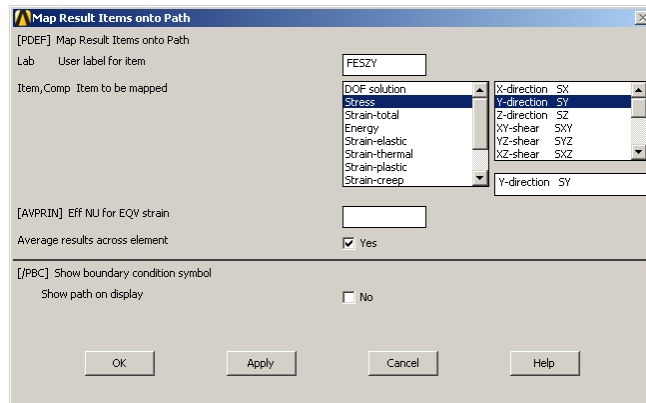 Map Result Items onto Path
[PDEF] Map Result Items onto Path
Lab User label for item FESZY
Item,Comp Item to be mapped
DOF solution
Stress
Strain-total
Energy
Strain-elastic
Strain-thermal
Strain-plastic
Strain-creep
X-direction SX
Y-direction SY
Z-direction SZ
XY-shear SXY
YZ-shear SYZ
XZ-shear SXZ
Y-direction SY
[AVPRIN] Eff NU for EQV strain
Average results across element Yes
[/PBC] Show boundary condition symbol
Show path on display No
OK Apply Cancel Help